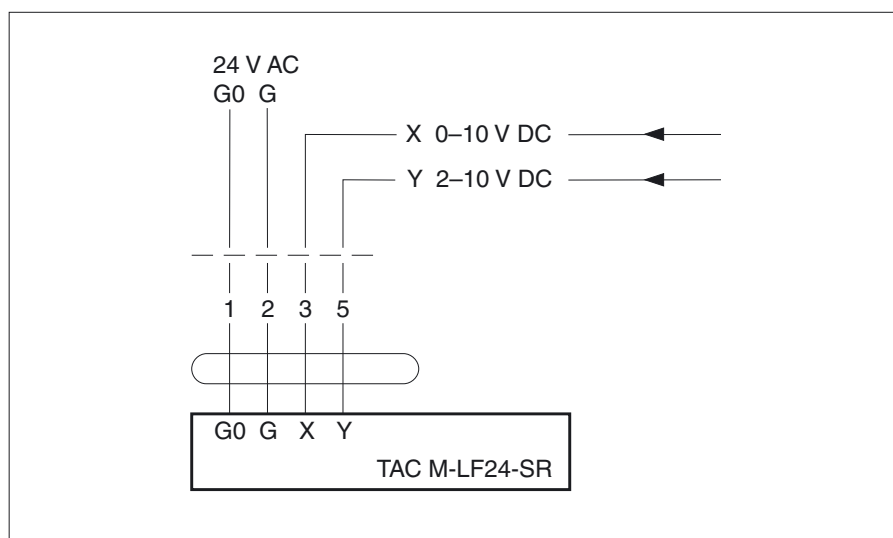 24 V AC
G0 G
X 0–10 V DC
Y 2–10 V DC
1 2 3 5
G0 G X Y
TAC M-LF24-SR